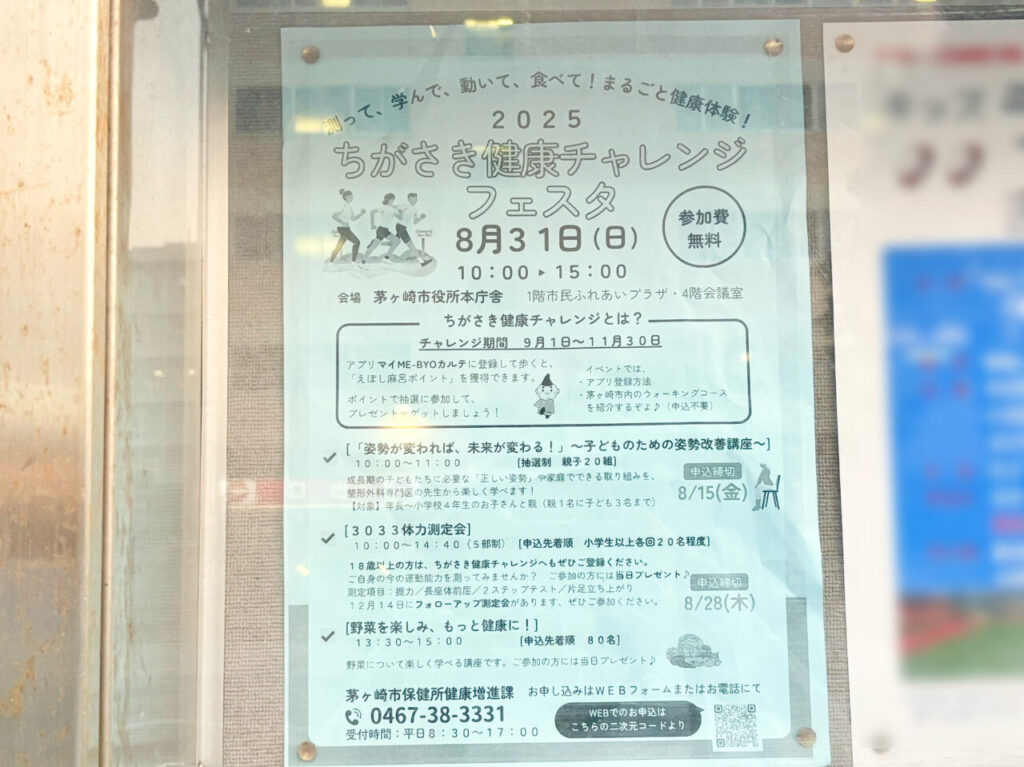 測って、学んで、動いて、食べて！まるごと健康体験！
2025
ちがさき健康チャレンジ
フェスタ
8月31日(日)
10:00▶15:00
参加費
無料
会場 茅ヶ崎市役所本庁舎 1階市民ふれあいプラザ・4階会議室
ちがさき健康チャレンジとは？
チャレンジ期間 9月1日～11月30日
アプリマイME-BYOカルテに登録して歩くと、
「えぼし麻呂ポイント」を獲得できます。
ポイントで抽選に参加して、
プレゼントゲットしましょう！
イベントでは、
・アプリ登録方法
・茅ヶ崎市内のウォーキングコース
を紹介するぞよ♪（申込不要）
[「姿勢が変われば、未来が変わる！」～子どものための姿勢改善講座～]
10:00～11:00 [抽選制 親子20組]
成長期の子どもたちに必要な「正しい姿勢」や家庭でできる取り組みを、
整形外科専門医の先生から楽しく学べます！
【対象】年長～小学校4年生のお子さんと親（親1名に子ども3名まで）
申込締切
8/15(金)
[3033体力測定会]
10:00～14:40（5部制） [申込先着順 小学生以上各回20名程度]
18歳以上の方は、ちがさき健康チャレンジへもぜひご登録ください。
ご自身の今の運動能力を測ってみませんか？ ご参加の方には当日プレゼント♪
測定項目：握力／長座体前屈／2ステップテスト／片足立ち上がり
12月14日にフォローアップ測定会があります、ぜひご参加ください。
申込締切
8/28(木)
[野菜を楽しみ、もっと健康に！]
13:30～15:00 [申込先着順 80名]
野菜について楽しく学べる講座です。ご参加の方には当日プレゼント♪
茅ヶ崎市保健所健康増進課 お申し込みはWEBフォームまたはお電話にて
0467-38-3331
受付時間：平日8:30～17:00
WEBでのお申込は
こちらの二次元コードより
キッズ